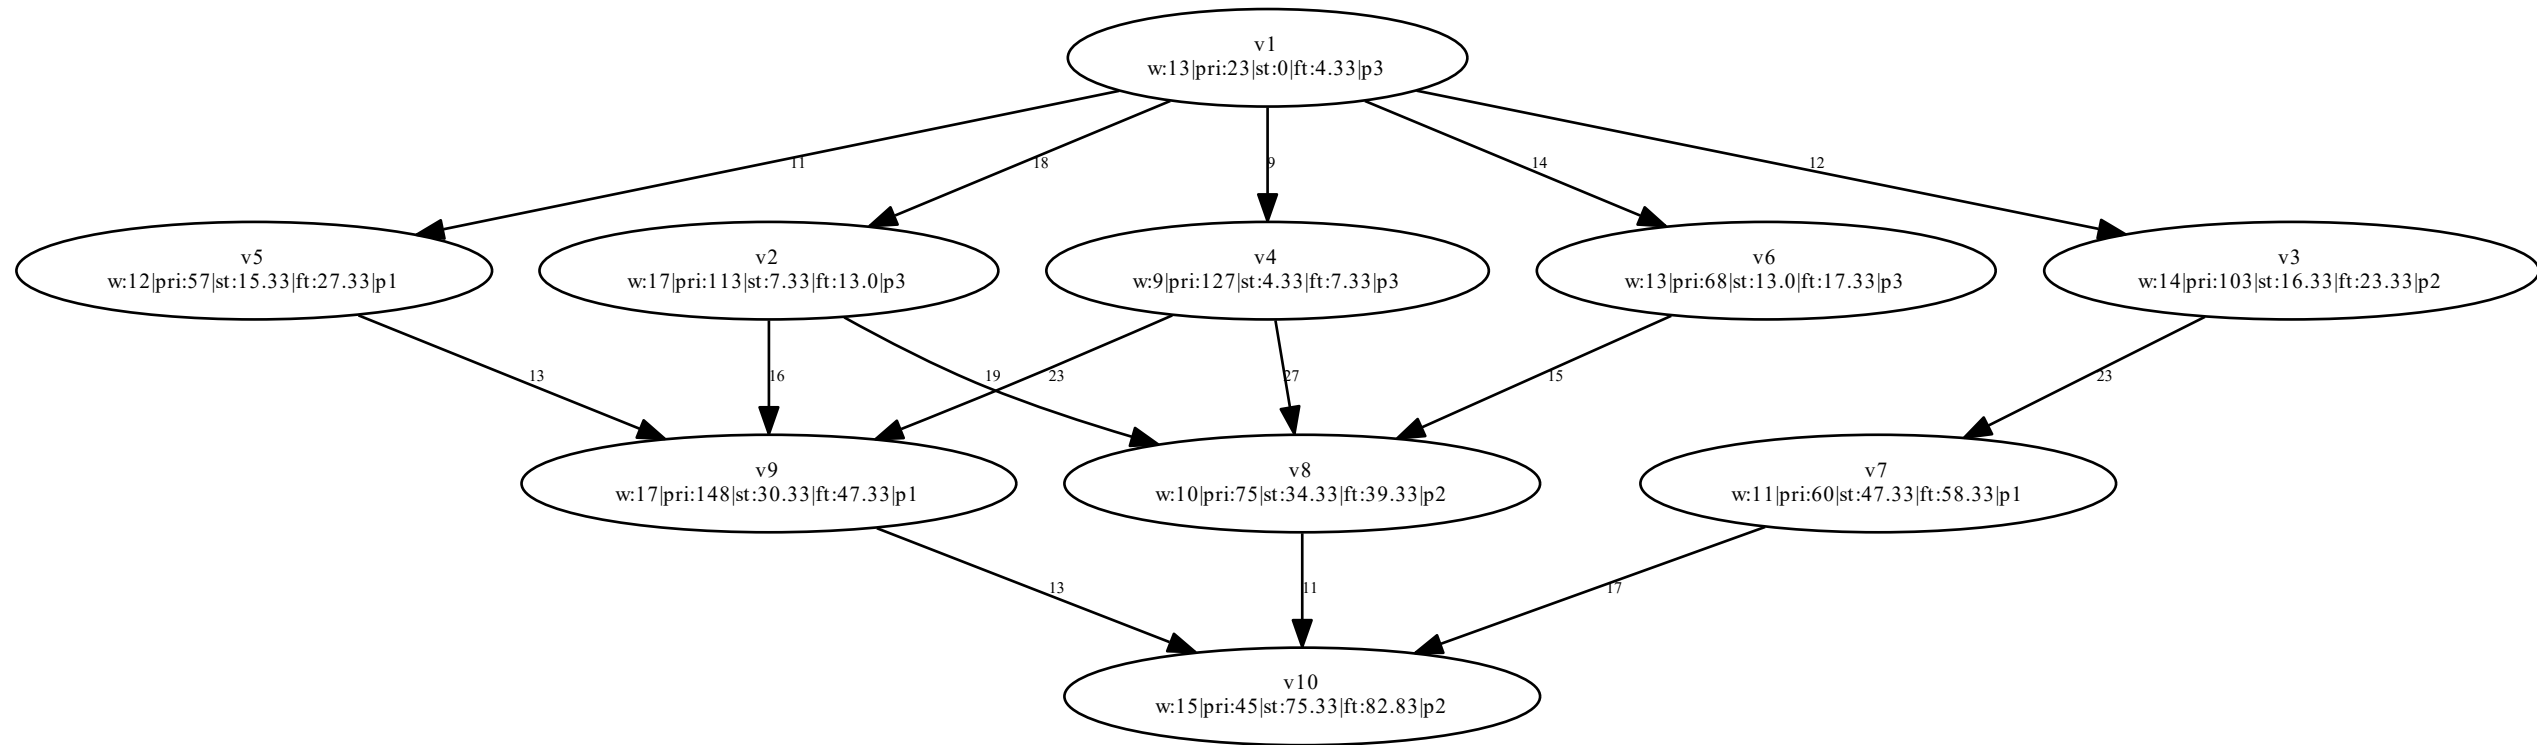 v1
w:13|pri:23|st:0|ft:4.33|p3
11
18
9
14
12
v5
w:12|pri:57|st:15.33|ft:27.33|p1
v2
w:17|pri:113|st:7.33|ft:13.0|p3
v4
w:9|pri:127|st:4.33|ft:7.33|p3
v6
w:13|pri:68|st:13.0|ft:17.33|p3
v3
w:14|pri:103|st:16.33|ft:23.33|p2
13
16
19
23
27
15
23
v9
w:17|pri:148|st:30.33|ft:47.33|p1
v8
w:10|pri:75|st:34.33|ft:39.33|p2
v7
w:11|pri:60|st:47.33|ft:58.33|p1
13
11
17
v10
w:15|pri:45|st:75.33|ft:82.83|p2